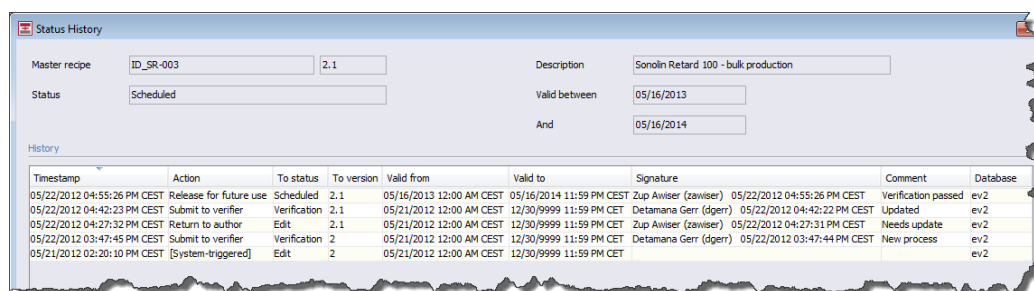 Status History
Master recipe ID_SR-003 2.1 Description Sonolin Retard 100 - bulk production
Status Scheduled Valid between 05/16/2013
And 05/16/2014
History
Timestamp Action To status To version Valid from Valid to Signature Comment Database
05/22/2012 04:55:26 PM CEST Release for future use Scheduled 2.1 05/16/2013 12:00 AM CEST 05/16/2014 11:59 PM CEST Zup Awiser (zawiser) 05/22/2012 04:55:26 PM CEST Verification passed ev2
05/22/2012 04:42:23 PM CEST Submit to verifier Verification 2.1 05/21/2012 12:00 AM CEST 12/30/9999 11:59 PM CET Detamana Gerr (dgerr) 05/22/2012 04:42:22 PM CEST Updated ev2
05/22/2012 04:27:32 PM CEST Return to author Edit 2.1 05/21/2012 12:00 AM CEST 12/30/9999 11:59 PM CET Zup Awiser (zawiser) 05/22/2012 04:27:31 PM CEST Needs update ev2
05/22/2012 03:47:45 PM CEST Submit to verifier Verification 2 05/21/2012 12:00 AM CEST 12/30/9999 11:59 PM CET Detamana Gerr (dgerr) 05/22/2012 03:47:44 PM CEST New process ev2
05/21/2012 02:20:10 PM CEST [System-triggered] Edit 2 05/21/2012 12:00 AM CEST 12/30/9999 11:59 PM CET ev2